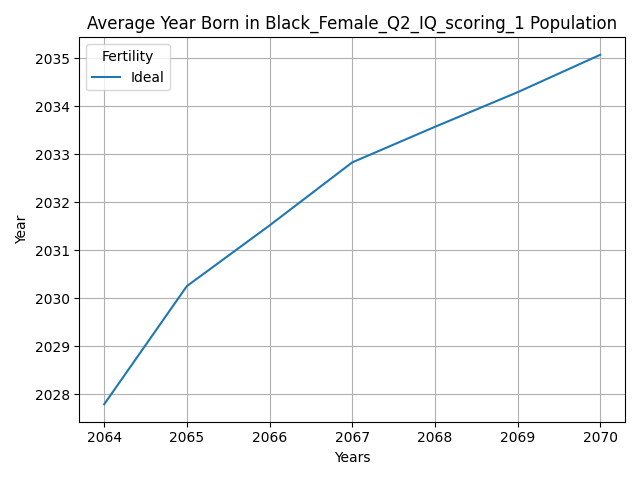 Average Year Born in Black_Female_Q2_IQ_scoring_1 Population
Fertility
Ideal
2035
2034
2033
2032
2031
2030
2029
2028
Year
2064 2065 2066 2067 2068 2069 2070
Years